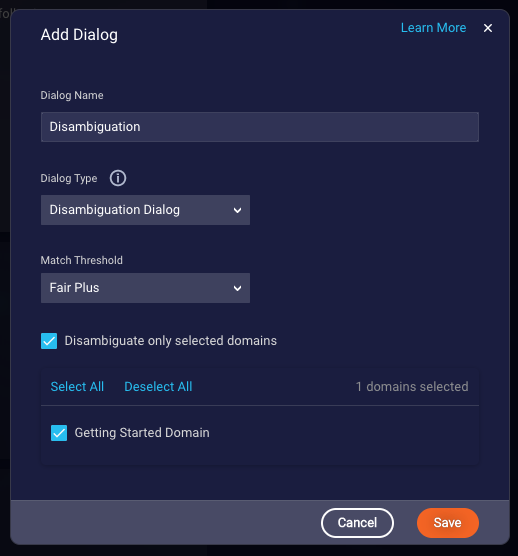 Add Dialog
Learn More
Dialog Name
Disambiguation
Dialog Type
Disambiguation Dialog
Match Threshold
Fair Plus
Disambiguate only selected domains
Select All Deselect All 1 domains selected
Getting Started Domain
Cancel Save